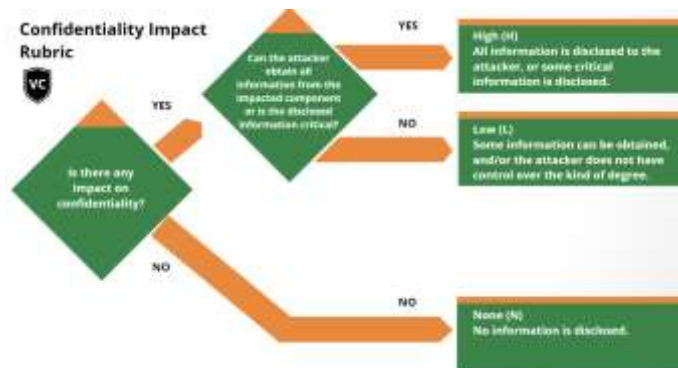 Confidentiality Impact
Rubric
VC
YES
Can the attacker
obtain all
information from the
impacted component
or is the disclosed
information critical?
High (H)
All information is disclosed to the
attacker, or some critical
information is disclosed.
YES
NO
Low (L)
Some information can be obtained,
and/or the attacker does not have
control over the kind of degree.
Is there any
impact on
confidentiality?
NO
NO
None (N)
No information is disclosed.